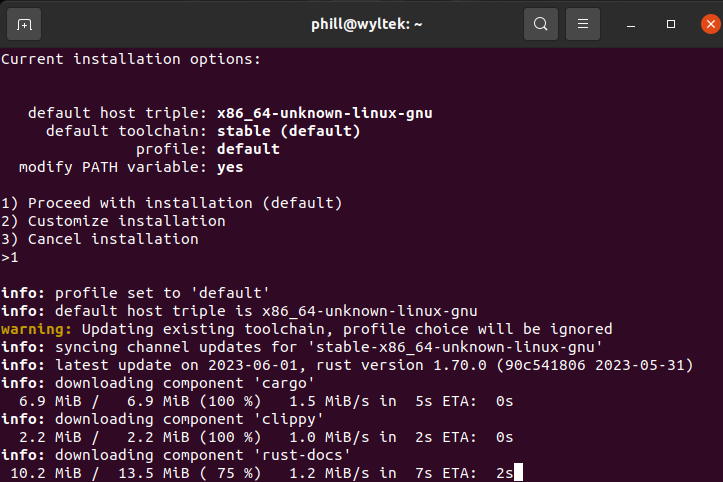 phill@wyltek: ~
Current installation options:
default host triple: x86_64-unknown-linux-gnu
default toolchain: stable (default)
profile: default
modify PATH variable: yes
1) Proceed with installation (default)
2) Customize installation
3) Cancel installation
>1
info: profile set to 'default'
info: default host triple is x86_64-unknown-linux-gnu
warning: Updating existing toolchain, profile choice will be ignored
info: syncing channel updates for 'stable-x86_64-unknown-linux-gnu'
info: latest update on 2023-06-01, rust version 1.70.0 (90c541806 2023-05-31)
info: downloading component 'cargo'
6.9 MiB /   6.9 MiB (100 %)   1.5 MiB/s in  5s ETA:  0s
info: downloading component 'clippy'
2.2 MiB /   2.2 MiB (100 %)   1.0 MiB/s in  2s ETA:  0s
info: downloading component 'rust-docs'
10.2 MiB /  13.5 MiB ( 75 %)   1.2 MiB/s in  7s ETA:  2s